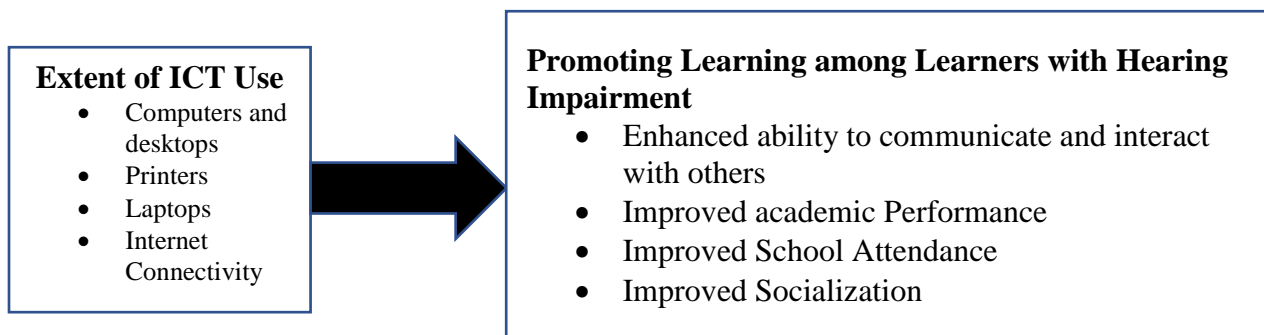 Extent of ICT Use
• Computers and
desktops
• Printers
• Laptops
• Internet
Connectivity
Promoting Learning among Learners with Hearing
Impairment
• Enhanced ability to communicate and interact
with others
• Improved academic Performance
• Improved School Attendance
• Improved Socialization